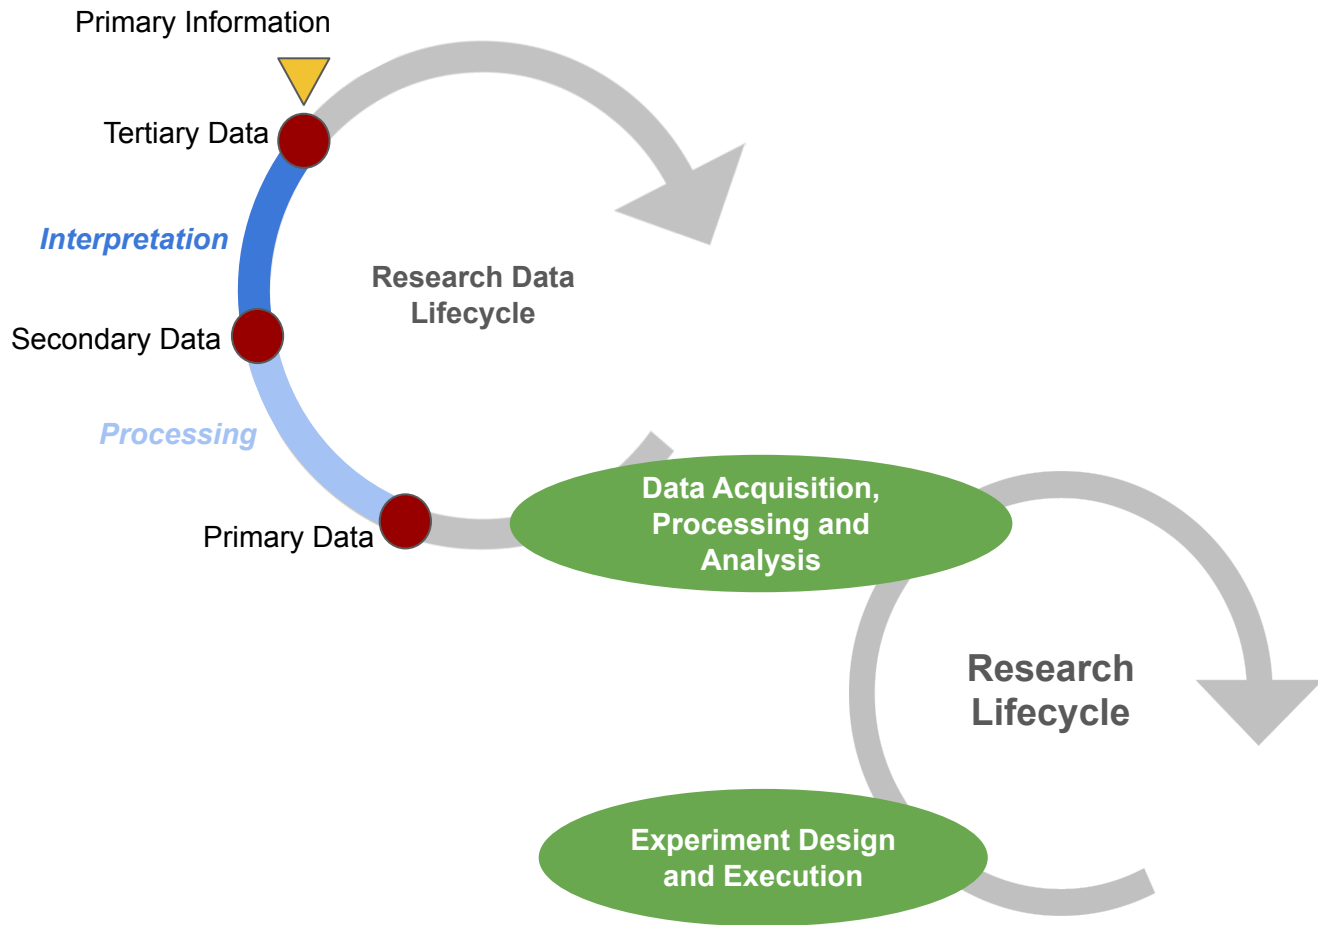 Primary Information
Tertiary Data
Interpretation
Research Data
Lifecycle
Secondary Data
Processing
Primary Data
Data Acquisition,
Processing and
Analysis
Research
Lifecycle
Experiment Design
and Execution